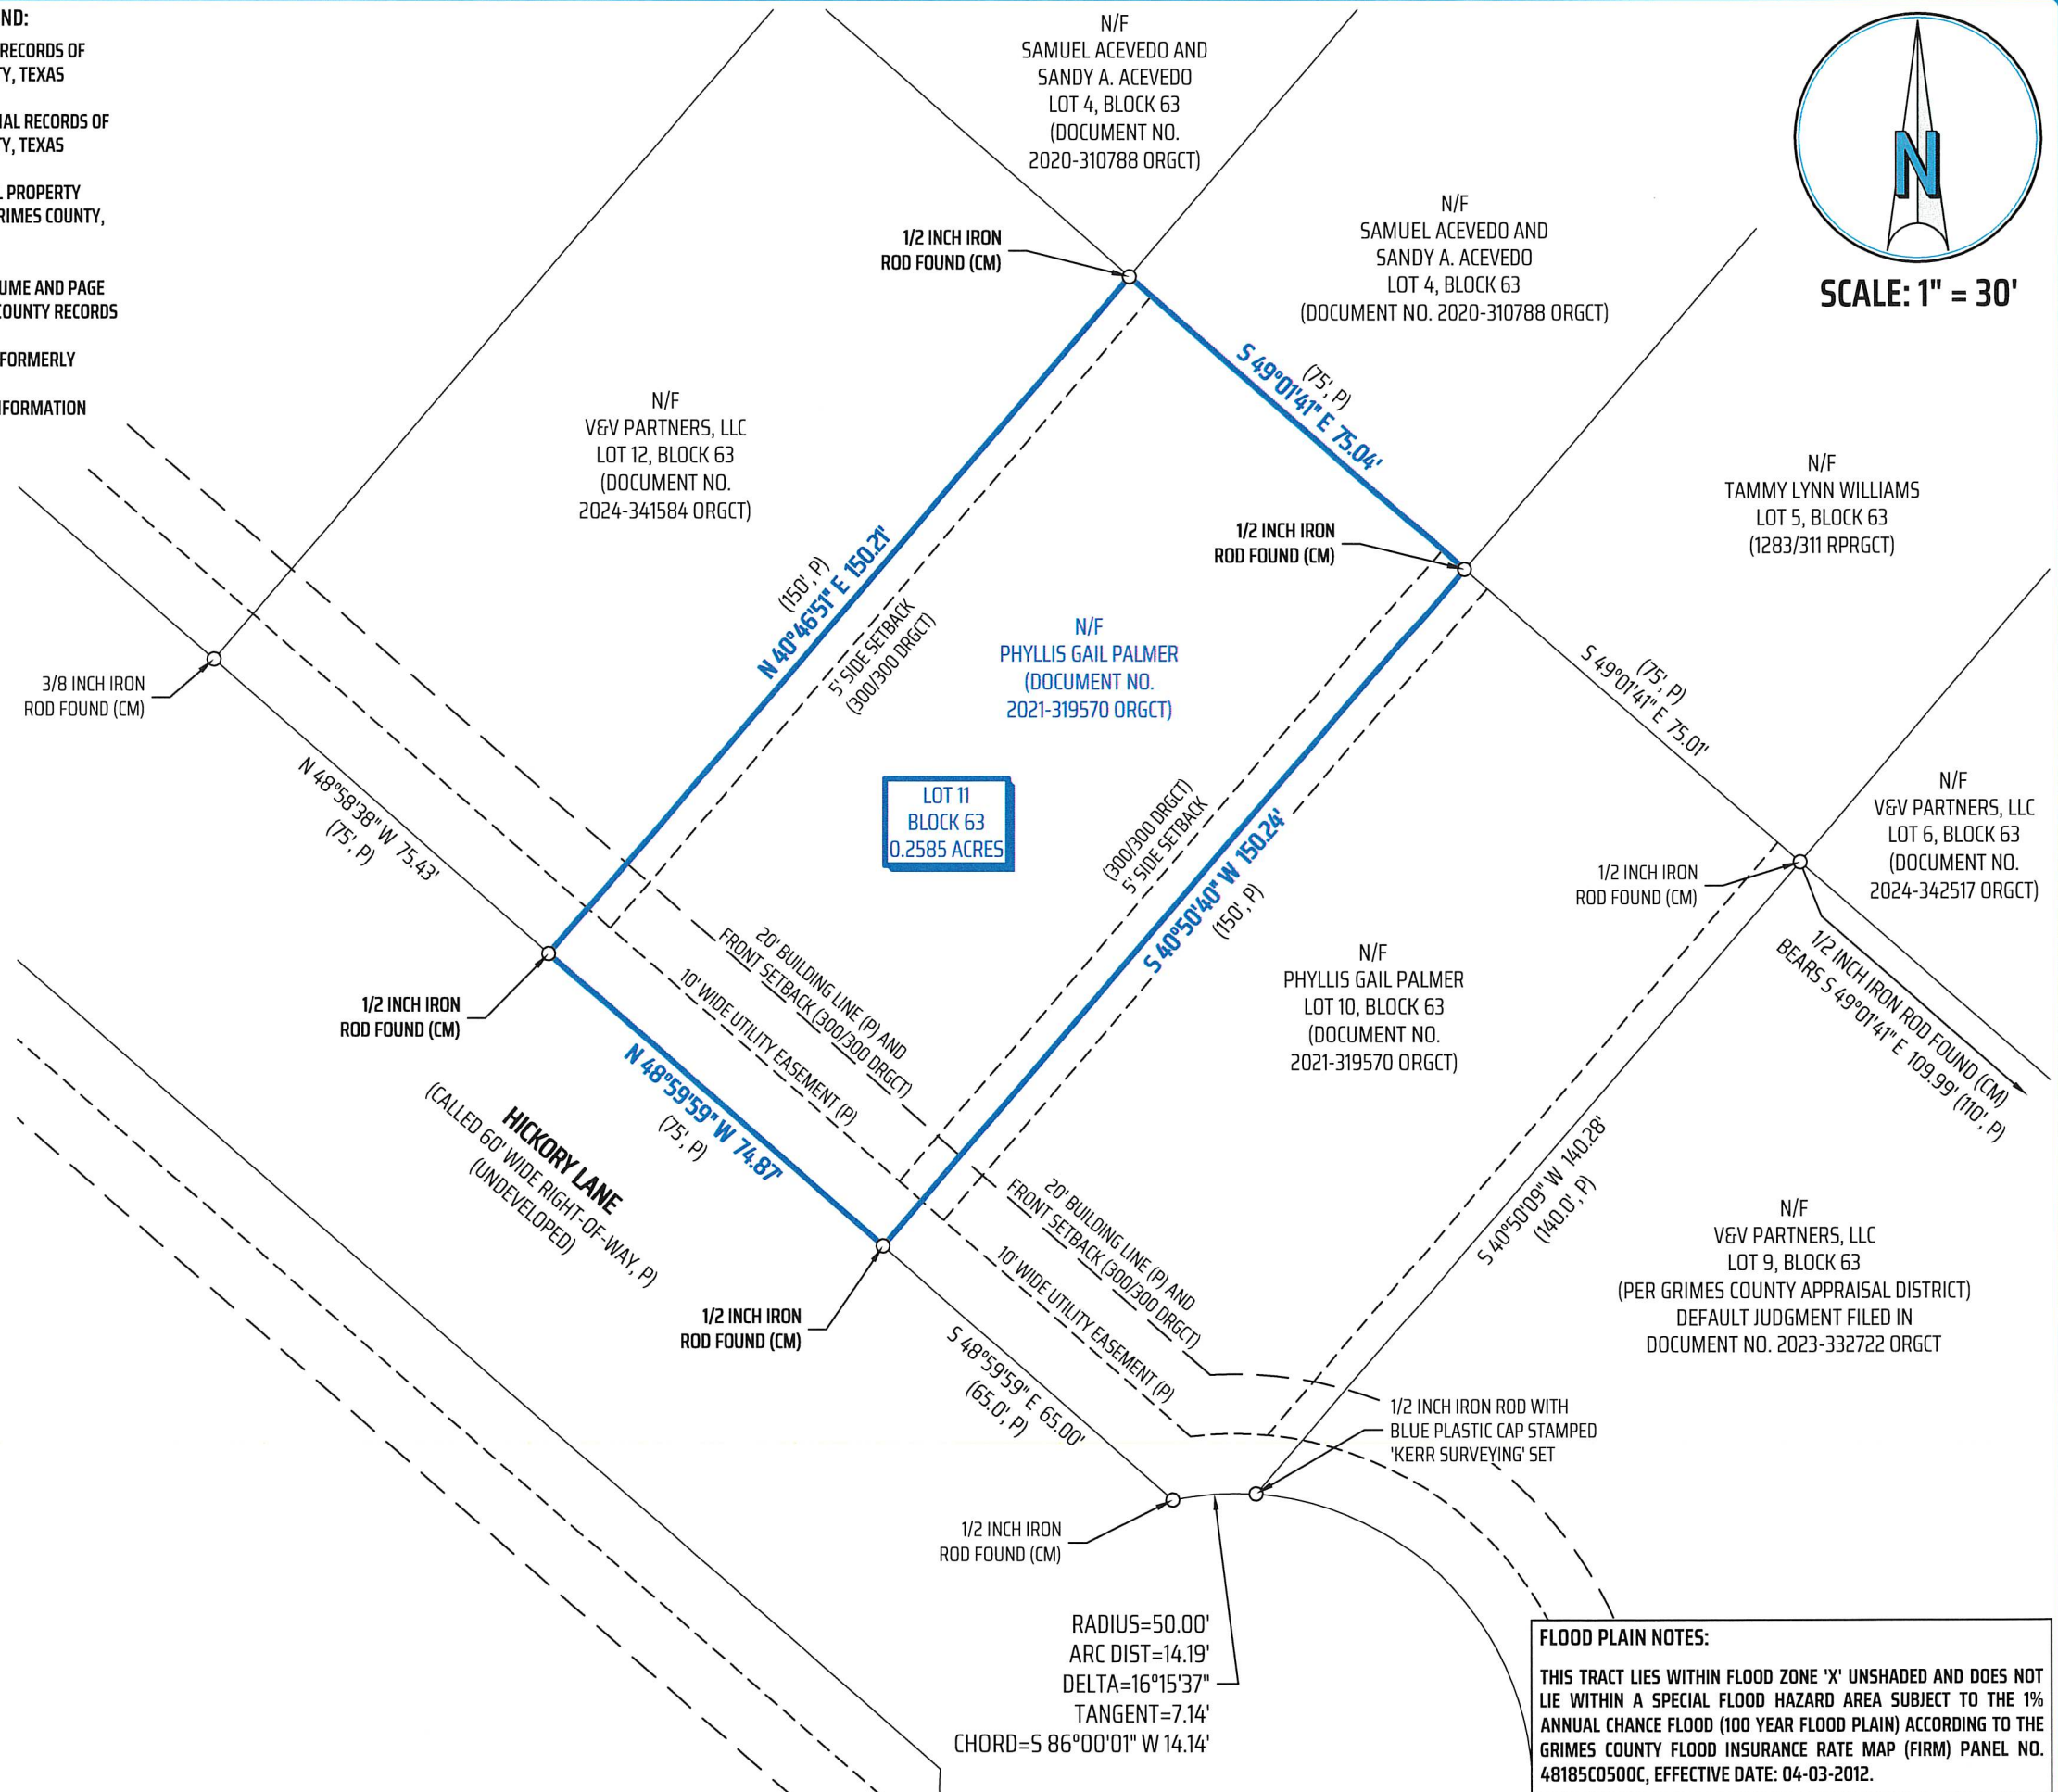 ND:
RECORDS OF
Y, TEXAS
IAL RECORDS OF
Y, TEXAS
PROPERTY
RIMES COUNTY,
UME AND PAGE
COUNTY RECORDS
FORMERLY
FORMATION
N/F
SAMUEL ACEVEDO AND
SANDY A. ACEVEDO
LOT 4, BLOCK 63
(DOCUMENT NO.
2020-310788 ORGCT)
N
SCALE: 1" = 30'
N/F
SAMUEL ACEVEDO AND
SANDY A. ACEVEDO
LOT 4, BLOCK 63
(DOCUMENT NO. 2020-310788 ORGCT)
1/2 INCH IRON
ROD FOUND (CM)
(75', P)
S 49°01'41" E 75.04'
N/F
V&V PARTNERS, LLC
LOT 12, BLOCK 63
(DOCUMENT NO.
2024-341584 ORGCT)
N/F
TAMMY LYNN WILLIAMS
LOT 5, BLOCK 63
(1283/311 RPRGCT)
1/2 INCH IRON
ROD FOUND (CM)
(150', P)
N 40°46'51" E 150.21'
5' SIDE SETBACK
(300/300 DRGCT)
N/F
PHYLLIS GAIL PALMER
(DOCUMENT NO.
2021-319570 ORGCT)
3/8 INCH IRON
ROD FOUND (CM)
(75', P)
S 49°01'41" E 75.01'
N 48°58'38" W 75.43'
(75', P)
LOT 11
BLOCK 63
0.2585 ACRES
(300/300 DRGCT)
5' SIDE SETBACK
S 40°50'40" W 150.24'
(150', P)
N/F
V&V PARTNERS, LLC
LOT 6, BLOCK 63
(DOCUMENT NO.
2024-342517 ORGCT)
1/2 INCH IRON
ROD FOUND (CM)
1/2 INCH IRON ROD FOUND (CM)
BEARS S 49°01'41" E 109.99' (110', P)
N/F
PHYLLIS GAIL PALMER
LOT 10, BLOCK 63
(DOCUMENT NO.
2021-319570 ORGCT)
20' BUILDING LINE (P) AND
FRONT SETBACK (300/300 DRGCT)
10' WIDE UTILITY EASEMENT (P)
1/2 INCH IRON
ROD FOUND (CM)
N 48°59'59" W 74.87'
(75', P)
HICKORY LANE
(CALLED 60' WIDE RIGHT-OF-WAY, P)
(UNDEVELOPED)
S 40°50'09" W 140.28'
(140.0', P)
20' BUILDING LINE (P) AND
FRONT SETBACK (300/300 DRGCT)
10' WIDE UTILITY EASEMENT (P)
N/F
V&V PARTNERS, LLC
LOT 9, BLOCK 63
(PER GRIMES COUNTY APPRAISAL DISTRICT)
DEFAULT JUDGMENT FILED IN
DOCUMENT NO. 2023-332722 ORGCT
1/2 INCH IRON
ROD FOUND (CM)
S 48°59'59" E 65.00'
(65.0', P)
1/2 INCH IRON ROD WITH
BLUE PLASTIC CAP STAMPED
'KERR SURVEYING' SET
1/2 INCH IRON
ROD FOUND (CM)
RADIUS=50.00'
ARC DIST=14.19'
DELTA=16°15'37"
TANGENT=7.14'
CHORD=S 86°00'01" W 14.14'
FLOOD PLAIN NOTES:
THIS TRACT LIES WITHIN FLOOD ZONE 'X' UNSHADED AND DOES NOT
LIE WITHIN A SPECIAL FLOOD HAZARD AREA SUBJECT TO THE 1%
ANNUAL CHANCE FLOOD (100 YEAR FLOOD PLAIN) ACCORDING TO THE
GRIMES COUNTY FLOOD INSURANCE RATE MAP (FIRM) PANEL NO.
48185C0500C, EFFECTIVE DATE: 04-03-2012.